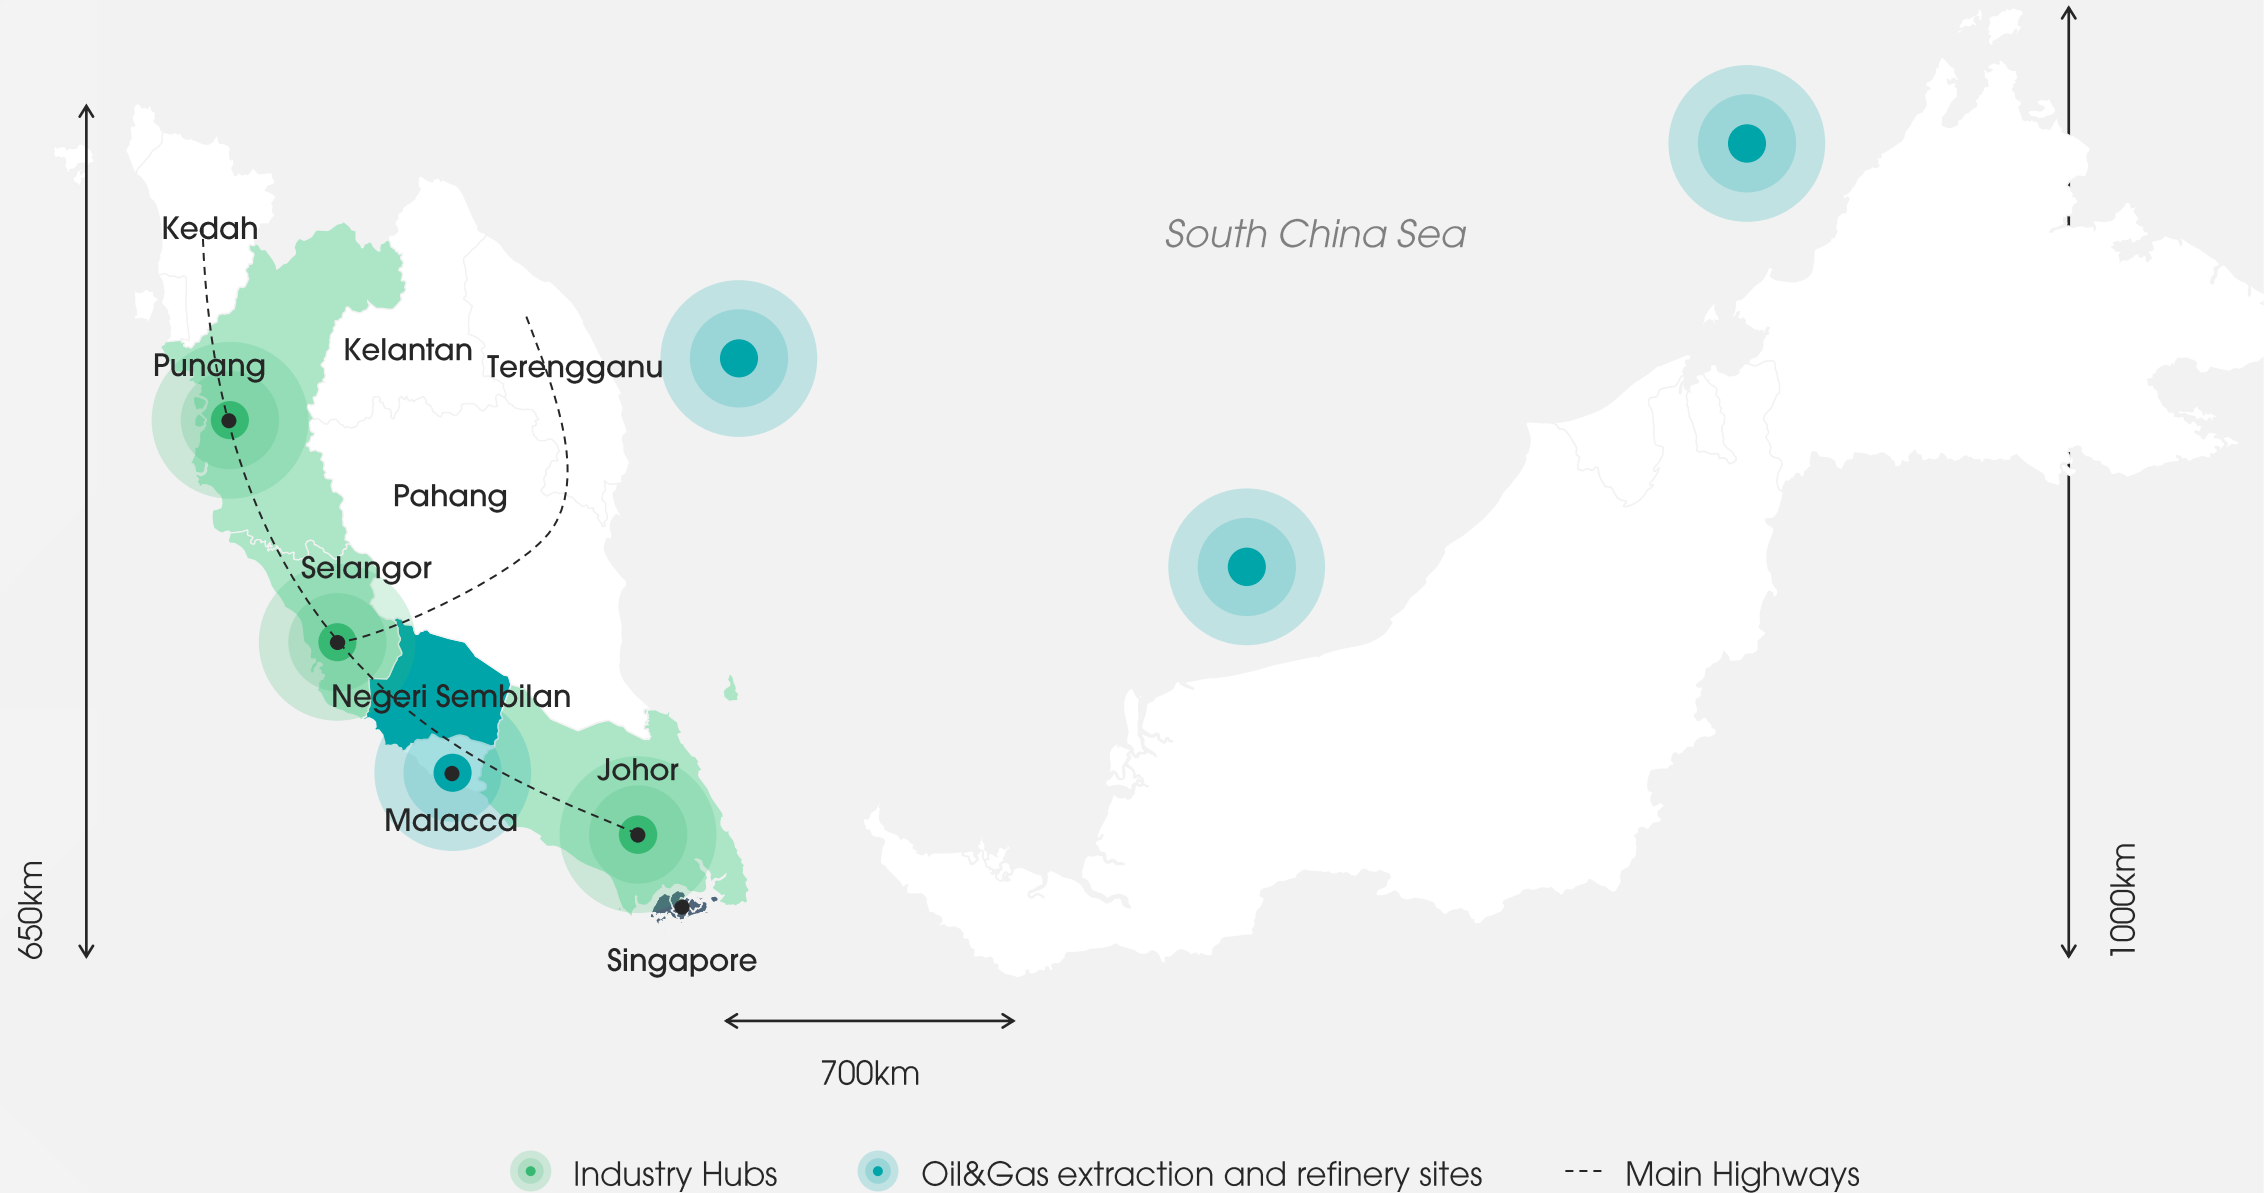 South China Sea
Kedah
Kelantan
Punang
Terengganu
Pahang
Selangor
Negeri Sembilan
Johor
Malacca
650km
1000km
Singapore
700km
Industry Hubs
Oil&Gas extraction and refinery sites
Main Highways